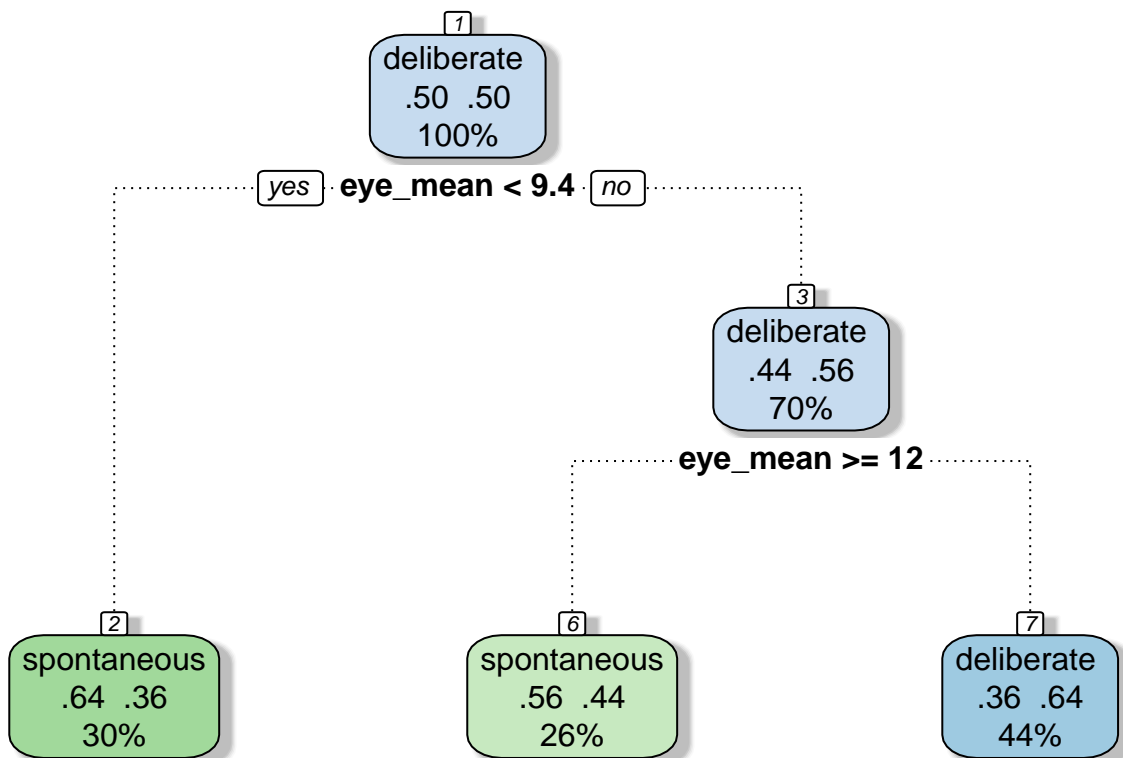 1
deliberate
.50 .50
100%
yes eye_mean < 9.4 no
3
deliberate
.44 .56
70%
eye_mean >= 12
2
spontaneous
.64 .36
30%
6
spontaneous
.56 .44
26%
7
deliberate
.36 .64
44%